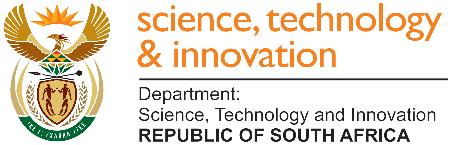 science, technology
& innovation
Department:
Science, Technology and Innovation
REPUBLIC OF SOUTH AFRICA